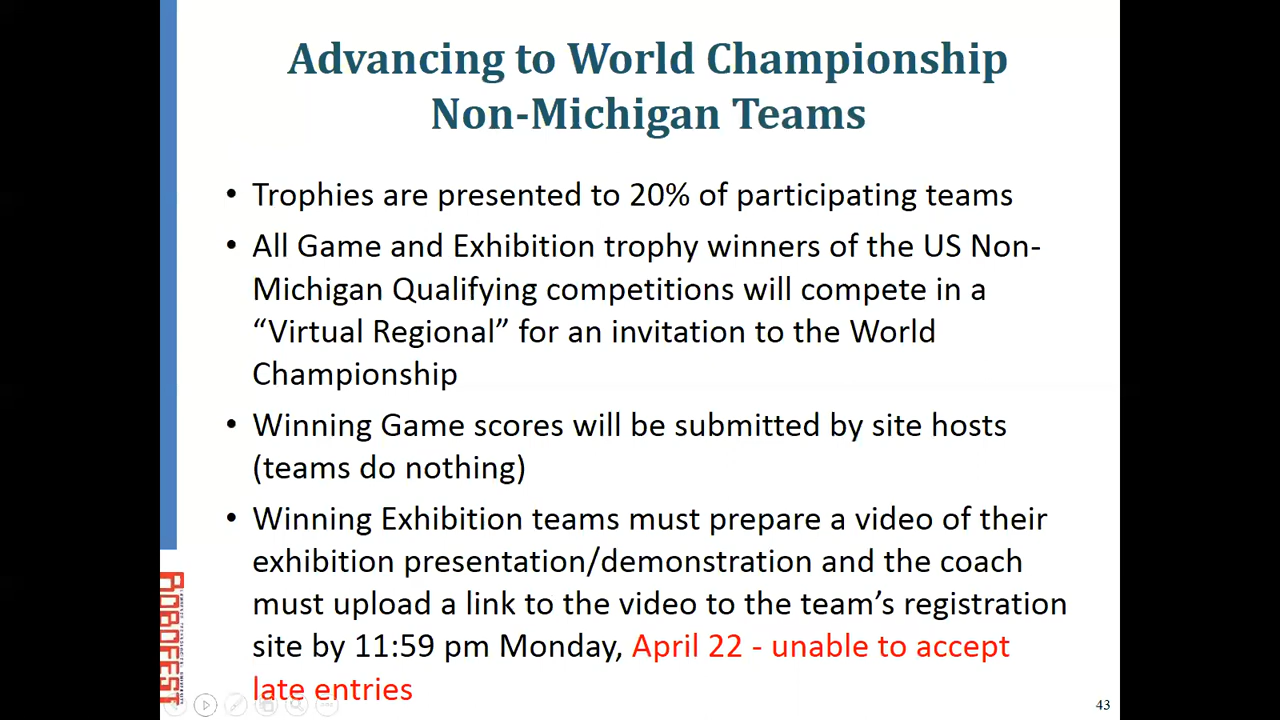 Advancing to World Championship
Non-Michigan Teams
• Trophies are presented to 20% of participating teams
• All Game and Exhibition trophy winners of the US Non-
Michigan Qualifying competitions will compete in a
“Virtual Regional” for an invitation to the World
Championship
• Winning Game scores will be submitted by site hosts
(teams do nothing)
• Winning Exhibition teams must prepare a video of their
exhibition presentation/demonstration and the coach
must upload a link to the video to the team’s registration
site by 11:59 pm Monday, April 22 - unable to accept
late entries
ROBOFEST
LAWRENCE TECHNOLOGICAL UNIVERSITY
43